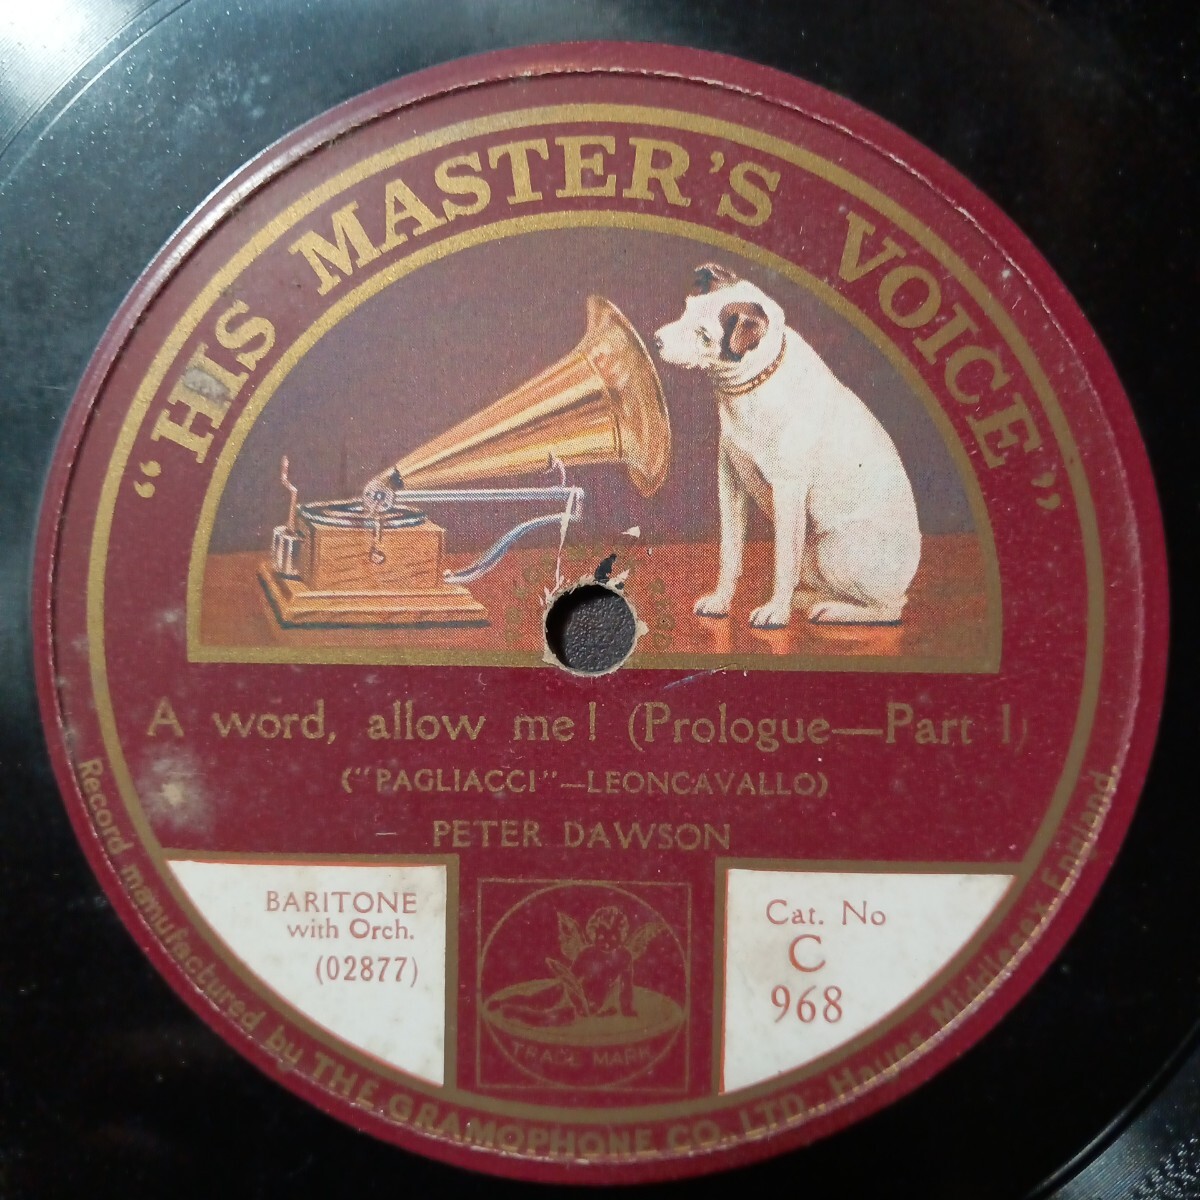 "HIS MASTER'S VOICE"
A word, allow me! (Prologue—Part 1)
("PAGLIACCI"—LEONCAVALLO)
PETER DAWSON
BARITONE
with Orch.
(02877)
Cat. No
C
968
TRADE MARK
Record manufactured by THE GRAMOPHONE CO., LTD., Hayes, Middlesex, England.